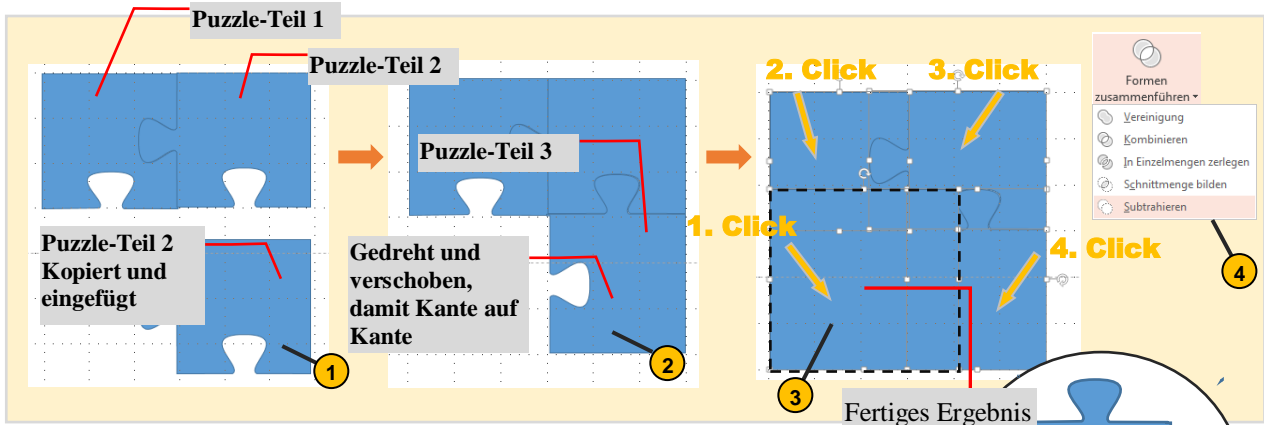 Puzzle-Teil 1
Puzzle-Teil 2
Puzzle-Teil 2
Kopiert und
eingefügt
1
Puzzle-Teil 3
Gedreht und
verschoben,
damit Kante auf
Kante
2
2. Click
3. Click
1. Click
4. Click
3
Fertiges Ergebnis
Formen
zusammenführen
Vereinigung
Kombinieren
In Einzelmengen zerlegen
Schnittmenge bilden
Subtrahieren
4